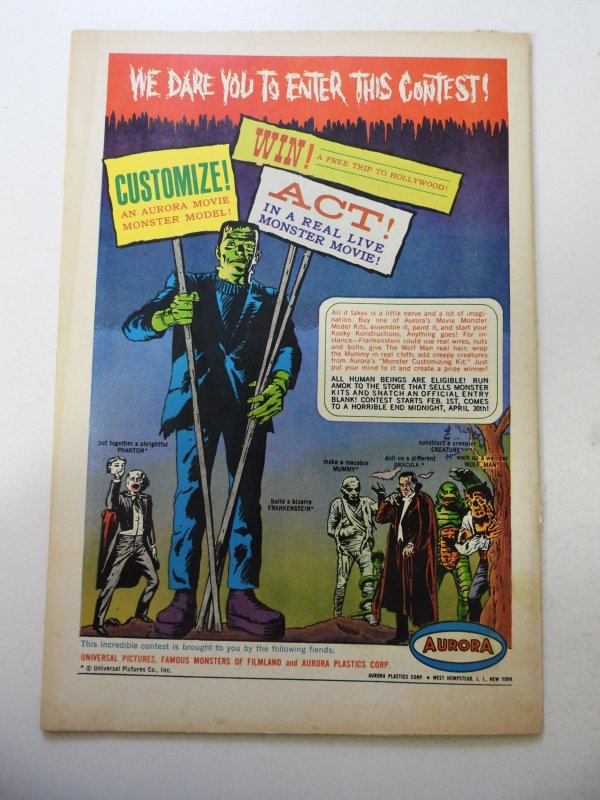 WE DARE YOU TO ENTER THIS CONTEST!
WIN! A FREE TRIP TO HOLLYWOOD!
CUSTOMIZE!
AN AURORA MOVIE
MONSTER MODEL!
ACT!
IN A REAL LIVE
MONSTER MOVIE!
All it takes is a little nerve and a lot of imagi-
nation. Buy one of Aurora's Movie Monster
Model Kits, assemble it, paint it, and start your
Kooky Konstructions. Anything goes! For in-
stance—Frankenstein could use real wires, nuts
and bolts; give The Wolf Man real hair; wrap
the Mummy in real cloth; add creepy creatures
from Aurora's "Monster Customizing Kit." Just
put your mind to it and create a prize winner!
ALL HUMAN BEINGS ARE ELIGIBLE! RUN
AMOK TO THE STORE THAT SELLS MONSTER
KITS AND SNATCH AN OFFICIAL ENTRY
BLANK! CONTEST STARTS FEB. 1ST, COMES
TO A HORRIBLE END MIDNIGHT, APRIL 30th!
put together a phrightful
PHANTOM*
build a bizarre
FRANKENSTEIN*
make a macabre
MUMMY*
doll up a different
DRACULA*
construct a creepier
CREATURE*
work up a weirder
WOLF MAN*
AURORA
This incredible contest is brought to you by the following fiends:
UNIVERSAL PICTURES, FAMOUS MONSTERS OF FILMLAND and AURORA PLASTICS CORP.
* © Universal Pictures Co., Inc.
AURORA PLASTICS CORP. • WEST HEMPSTEAD, L. I., NEW YORK